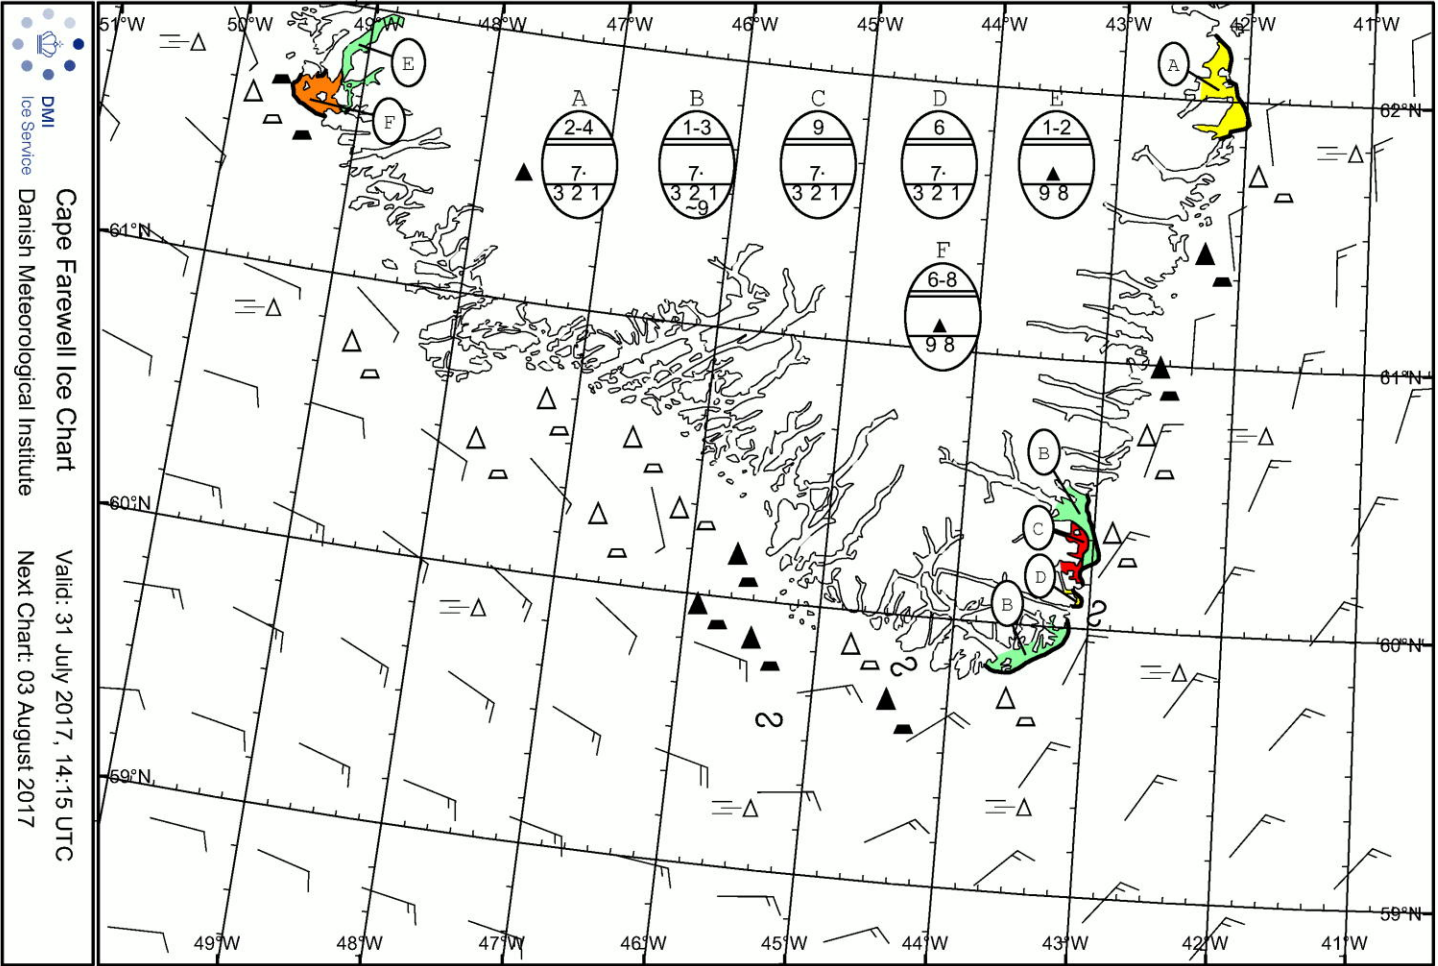 DMI
Ice Service
Cape Farewell Ice Chart
Danish Meteorological Institute
Valid: 31 July 2017, 14:15 UTC
Next Chart: 03 August 2017
51°W 50°W 49°W 48°W 47°W 46°W 45°W 44°W 43°W 42°W 41°W
E
F
A
62°N
A B C D E
2-4 1-3 9 6 1-2
7· 7· 7· 7·
3 2 1 3 2 1 3 2 1 3 2 1 9 8
~9
61°N
F
6-8
9 8
61°N
B
60°N
C
D
B
60°N
59°N
59°N
49°W 48°W 47°W 46°W 45°W 44°W 43°W 42°W 41°W